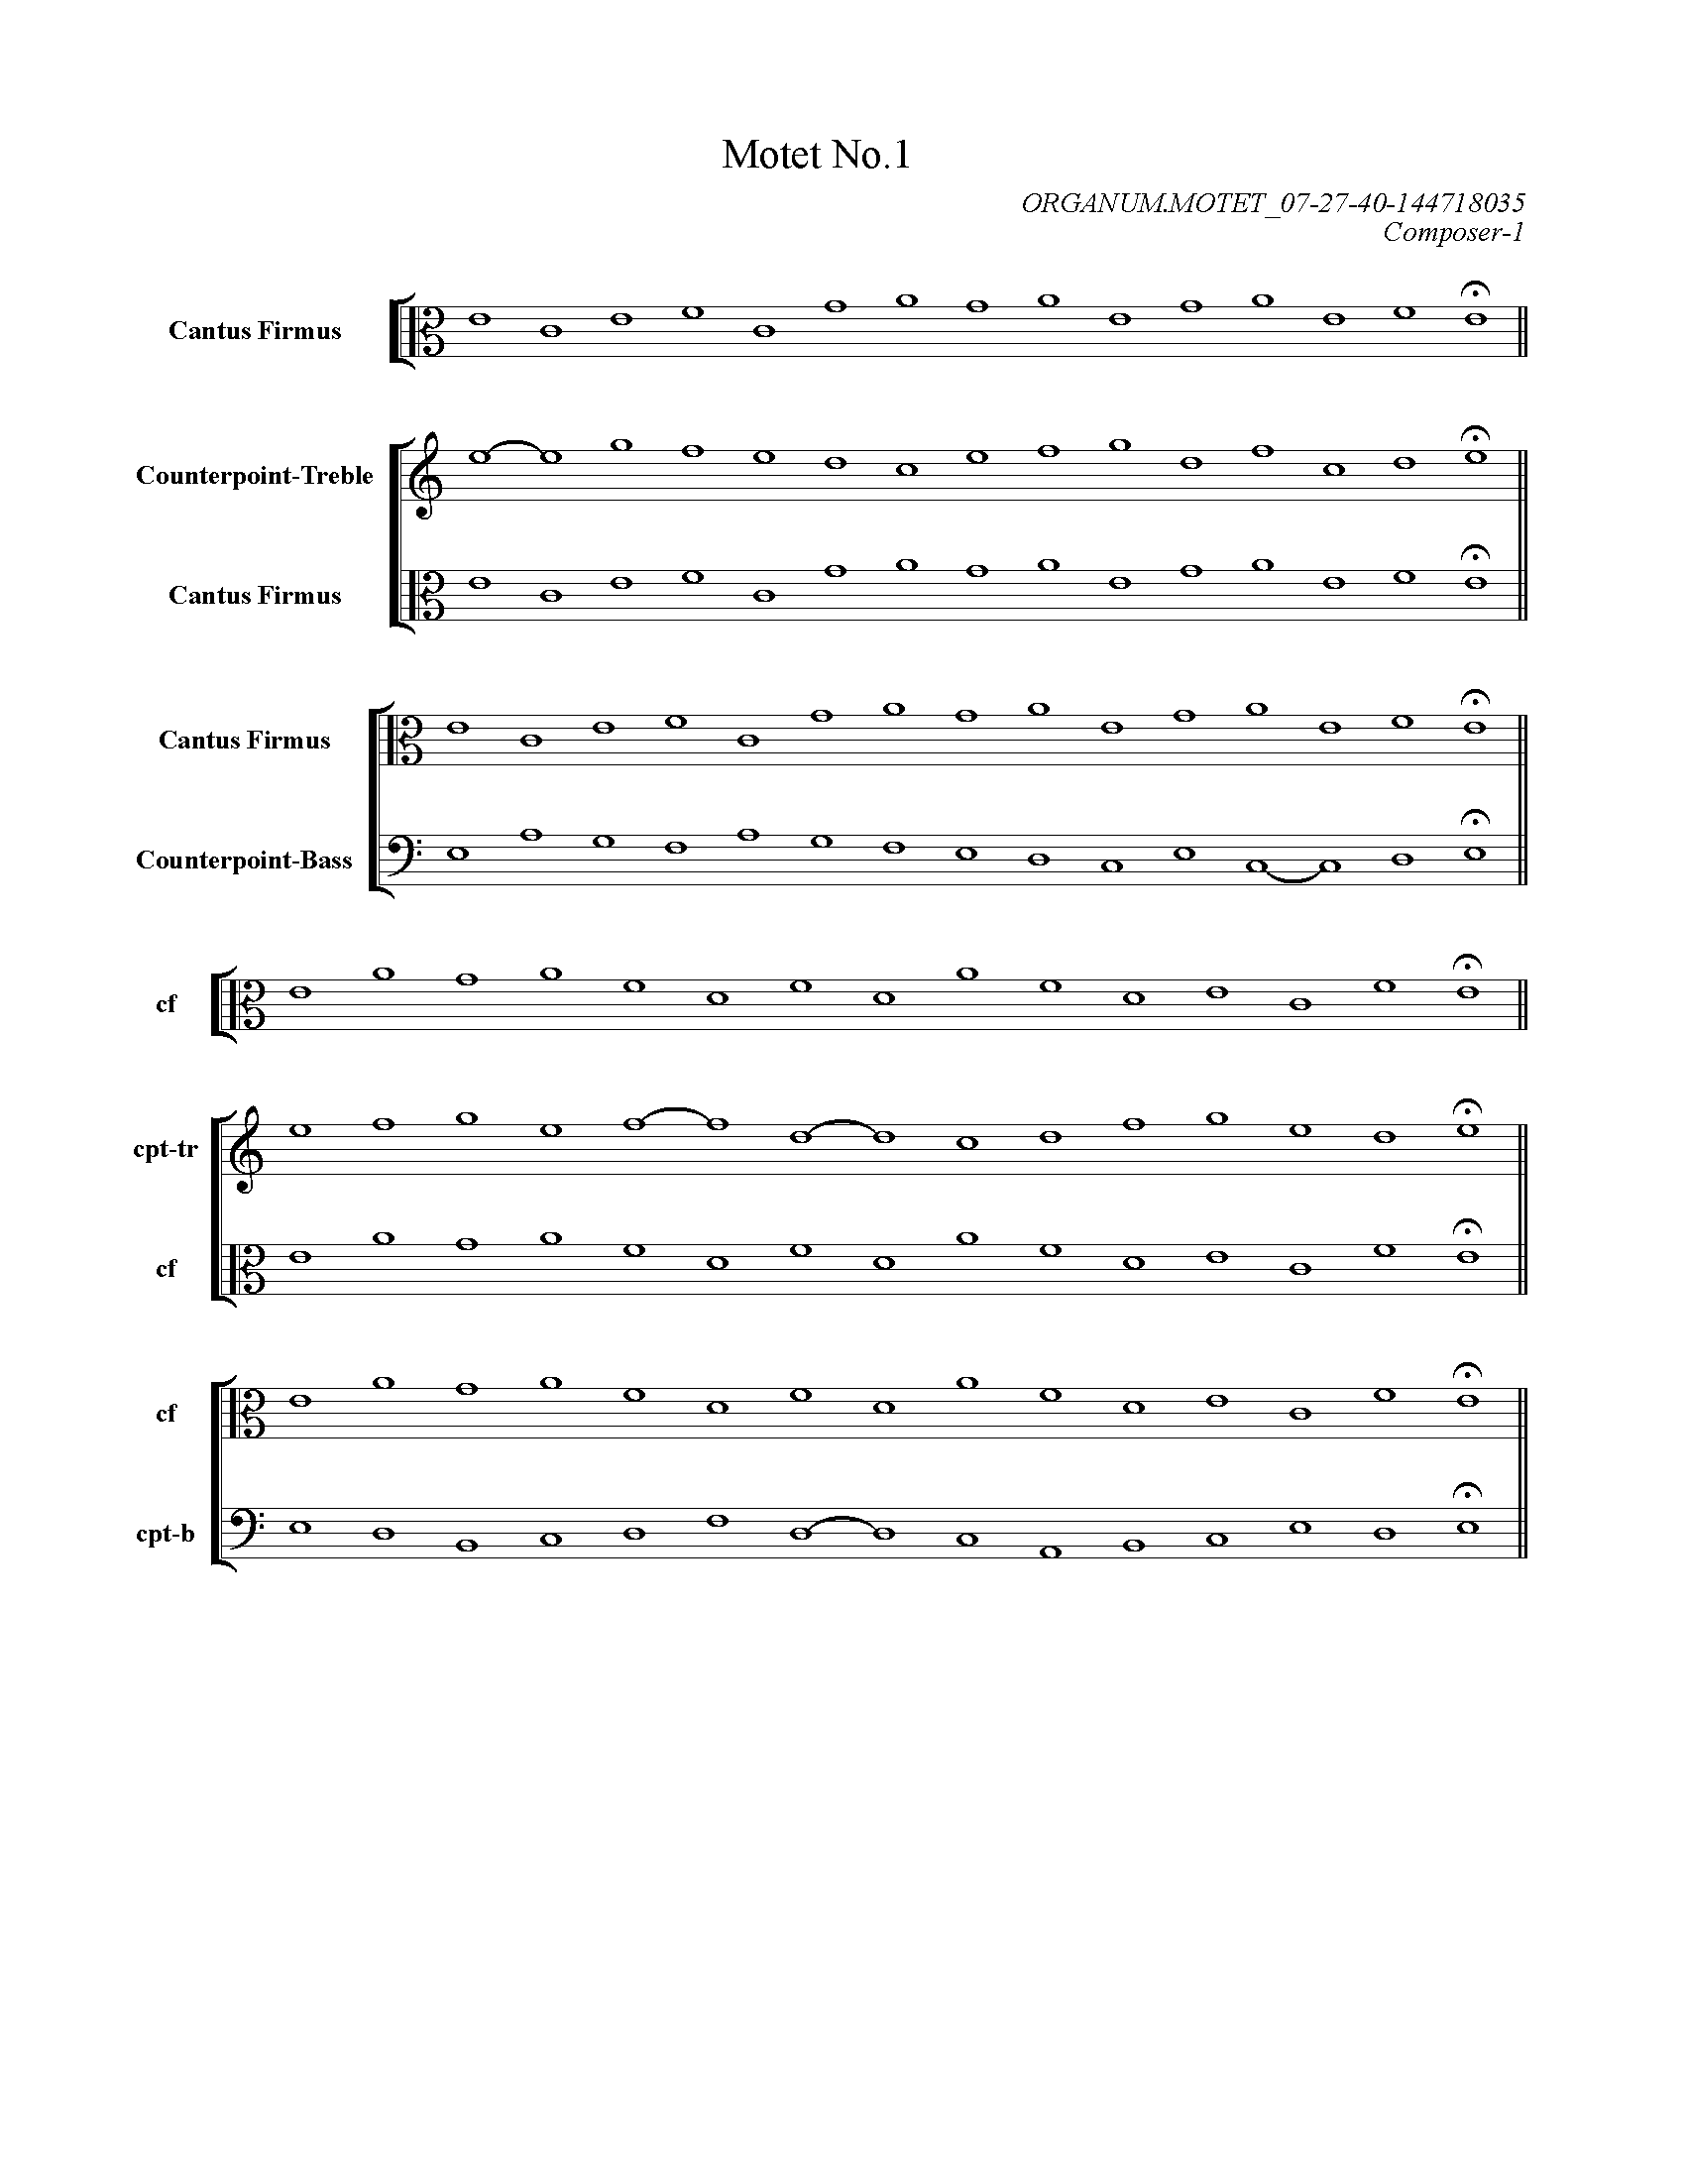 Motet No.1
ORGANUM.MOTET_07-27-40-144718035
Composer-1
Cantus Firmus
Counterpoint-Treble
Cantus Firmus
Cantus Firmus
Counterpoint-Bass
cf
cpt-tr
cf
cf
cpt-b